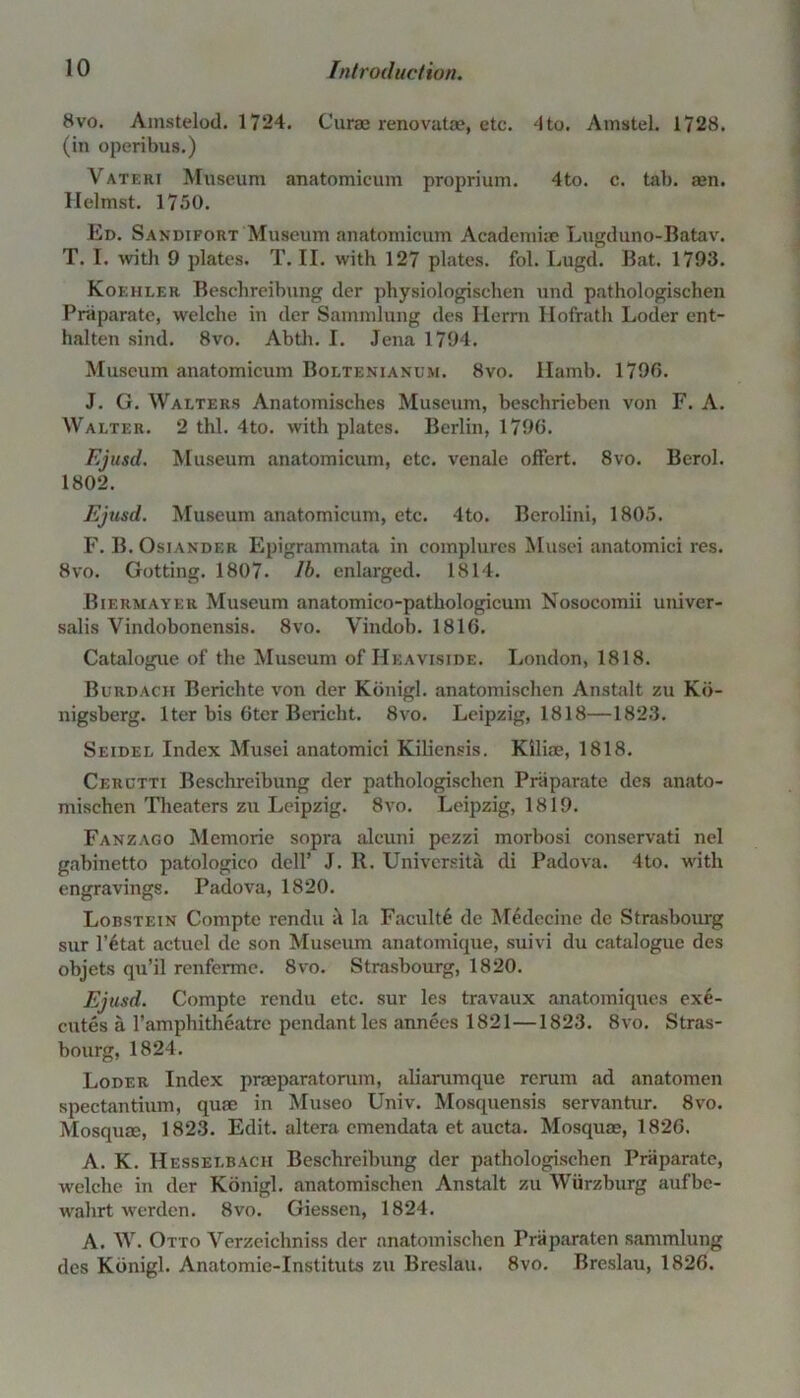 10 Introduction.
8vo. Amstelod. 1724. Curæ renovatæ, etc. 4to. Amstel. 1728.
(in operibus.)
Vateri Museum anatomicum proprium. 4to. c. tab. æn.
Helmst. 1750.
Ed. Sandifort Museum anatomicum Academiæ Lugduno-Batav.
T. I. with 9 plates. T. II. with 127 plates. fol. Lugd. Bat. 1793.
Koehler Beschreibung der physiologischen und pathologischen
Präparate, welche in der Sammlung des Herrn Hofrath Loder ent-
halten sind. 8vo. Abth. I. Jena 1794.
Museum anatomicum Boltenianum. 8vo. Hamb. 1796.
J. G. Walters Anatomisches Museum, beschrieben von F. A.
Walter. 2 thl. 4to. with plates. Berlin, 1796.
Ejusd. Museum anatomicum, etc. venale offert. 8vo. Berol.
1802.
Ejusd. Museum anatomicum, etc. 4to. Berolini, 1805.
F. B. Osiander Epigrammata in complures Musei anatomici res.
8vo. Gotting. 1807. Ib. enlarged. 1814.
Biermayer Museum anatomico-pathologicum Nosocomii univer-
salis Vindobonensis. 8vo. Vindob. 1816.
Catalogue of the Museum of Heaviside. London, 1818.
Burdach Berichte von der Königl. anatomischen Anstalt zu Kö-
nigsberg. 1ter bis 6ter Bericht. 8vo. Leipzig, 1818—1823.
Seidel Index Musei anatomici Kiliensis. Kiliæ, 1818.
Cerutti Beschreibung der pathologischen Präparate des anato-
mischen Theaters zu Leipzig. 8vo. Leipzig, 1819.
Fanzago Memorie sopra alcuni pezzi morbosi conservati nel
gabinetto patologico dell' J. R. Università di Padova. 4to. with
engravings. Padova, 1820.
Lobstein Compte rendu à la Faculté de Médecine de Strasbourg
sur l'état actuel de son Museum anatomique, suivi du catalogue des
objets qu'il renferme. 8vo. Strasbourg, 1820.
Ejusd. Compte rendu etc. sur les travaux anatomiques exé-
cutés à l'amphithéatre pendant les années 1821—1823. 8vo. Stras-
bourg, 1824.
Loder Index præparatorum, aliarumque rerum ad anatomen
spectantium, quæ in Museo Univ. Mosquensis servantur. 8vo.
Mosquæ, 1823. Edit. altera emendata et aucta. Mosquæ, 1826.
A. K. Hesselbach Beschreibung der pathologischen Präparate,
welche in der Königl. anatomischen Anstalt zu Würzburg aufbe-
wahrt werden. 8vo. Giessen, 1824.
A. W. Otto Verzeichniss der anatomischen Präparaten sammlung
des Königl. Anatomie-Instituts zu Breslau. 8vo. Breslau, 1826.